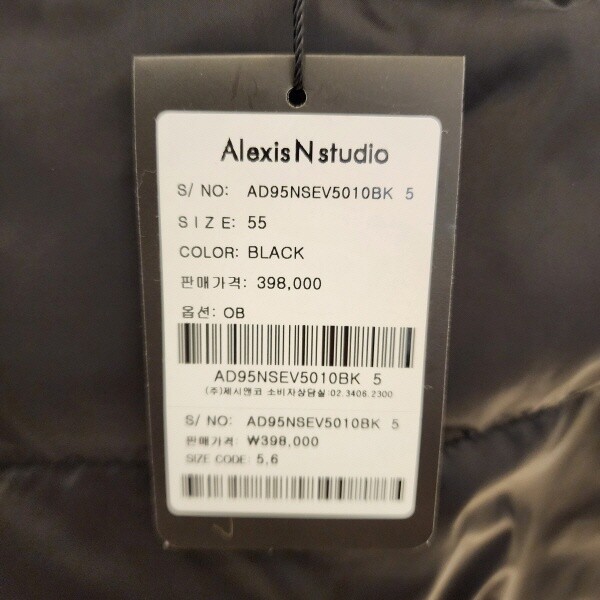 Alexis N studio
S/ NO: AD95NSEV5010BK 5
SIZE: 55
COLOR: BLACK
판매가격: 398,000
옵션: OB
AD95NSEV5010BK 5
(주)제시앤코 소비자상담실:02.3406.2300
S/ NO: AD95NSEV5010BK 5
판매가격: ₩398,000
SIZE CODE: 5,6